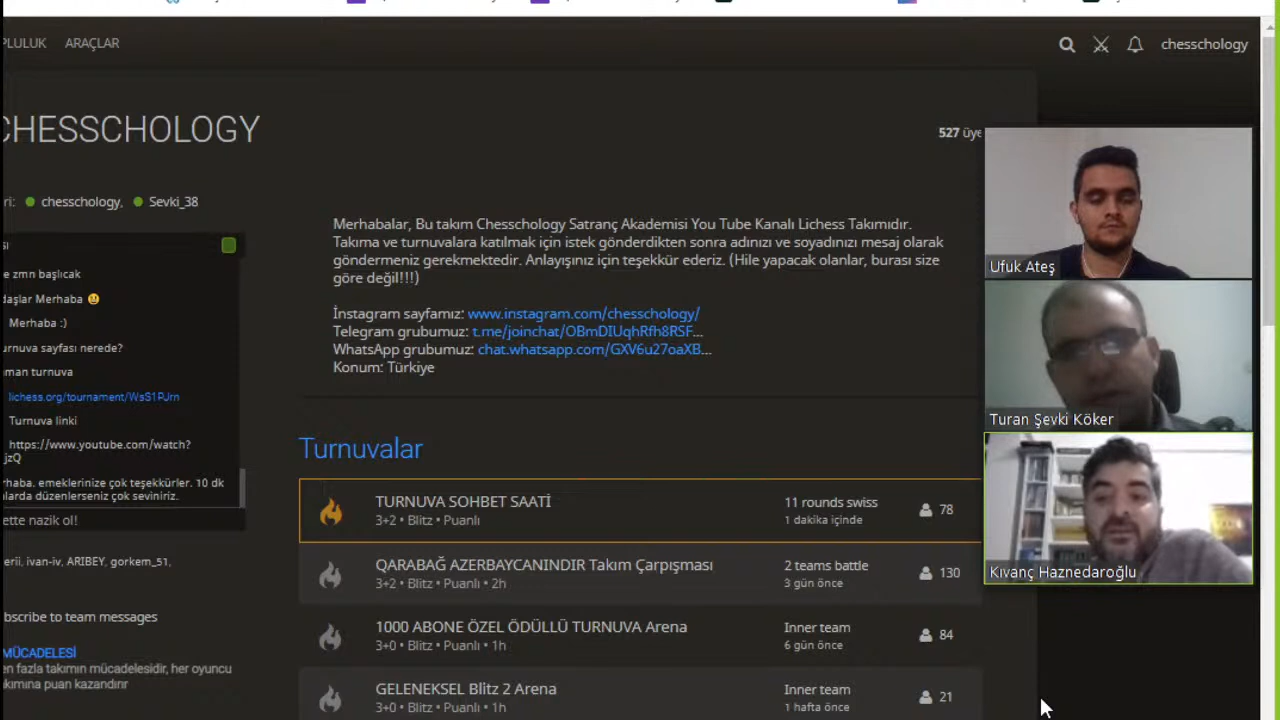 PLULUK ARAÇLAR
chesschology
CHESSCHOLOGY
527 üye
ri: chesschology, Sevki_38
sı
e zmn başlıcak
daşlar Merhaba 😃
Merhaba :)
urnuva sayfası nerede?
man turnuva
lichess.org/tournament/WsS1PJrn
Turnuva linki
https://www.youtube.com/watch?
jzQ
rhaba. emeklerinize çok teşekkürler. 10 dk
nlarda düzenlerseniz çok seviniriz.
ette nazik ol!
erii, ivan-iv, ARIBEY, gorkem_51,
bscribe to team messages
MÜCADELESİ
en fazla takımın mücadelesidir, her oyuncu
akımına puan kazandırır
Merhabalar, Bu takım Chesschology Satranç Akademisi You Tube Kanalı Lichess Takımıdır.
Takıma ve turnuvalara katılmak için istek gönderdikten sonra adınızı ve soyadınızı mesaj olarak
göndermeniz gerekmektedir. Anlayışınız için teşekkür ederiz. (Hile yapacak olanlar, burası size
göre değil!!!)
İnstagram sayfamız: www.instagram.com/chesschology/
Telegram grubumuz: t.me/joinchat/OBmDIUqhRfh8RSF...
WhatsApp grubumuz: chat.whatsapp.com/GXV6u27oaXB...
Konum: Türkiye
Turnuvalar
TURNUVA SOHBET SAATİ 11 rounds swiss 78
3+2 • Blitz • Puanlı 1 dakika içinde
QARABAĞ AZERBAYCANINDIR Takım Çarpışması 2 teams battle 130
3+2 • Blitz • Puanlı • 2h 3 gün önce
1000 ABONE ÖZEL ÖDÜLLÜ TURNUVA Arena Inner team 84
3+0 • Blitz • Puanlı • 1h 6 gün önce
GELENEKSEL Blitz 2 Arena Inner team 21
3+0 • Blitz • Puanlı • 1h 1 hafta önce
Ufuk Ateş
Turan Şevki Köker
Kıvanç Haznedaroğlu